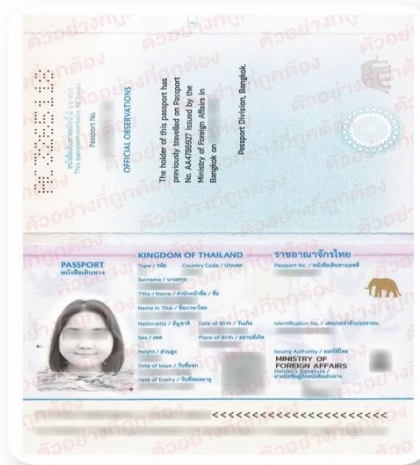 หนังสือเดินทางเล่มนี้มี 50 หน้า
This passport contains 50 pages
Passport No.
OFFICIAL OBSERVATIONS
The holder of this passport has
previously travelled on Passport
No. AA4786927 issued by the
Ministry of Foreign Affairs in
Bangkok on
Passport Division, Bangkok.
ตัวอย่างที่ถูกต้อง
PASSPORT
หนังสือเดินทาง
KINGDOM OF THAILAND
ราชอาณาจักรไทย
Type / รหัส Country Code / ประเทศ Passport No. / หนังสือเดินทางเลขที่
Surname / นามสกุล
Title / Name / คำนำหน้าชื่อ / ชื่อ
Name in Thai / ชื่อภาษาไทย
Nationality / สัญชาติ Date of Birth / วันเกิด Identification No. / เลขประจำตัวประชาชน
Sex / เพศ Place of Birth / สถานที่เกิด
Height / ส่วนสูง Issuing Authority / ออกให้โดย
MINISTRY OF
FOREIGN AFFAIRS
Date of Issue / วันที่ออก Holder's Signature /
Date of Expiry / วันที่หมดอายุ ลายมือชื่อผู้ถือหนังสือเดินทาง
<<<<<<<<<<<<<<<<<<<<<<<<